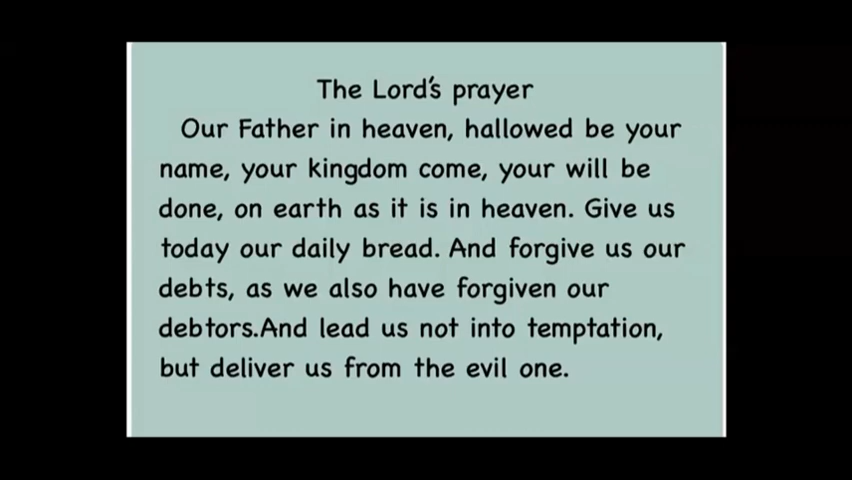 The Lord's prayer
Our Father in heaven, hallowed be your
name, your kingdom come, your will be
done, on earth as it is in heaven. Give us
today our daily bread. And forgive us our
debts, as we also have forgiven our
debtors.And lead us not into temptation,
but deliver us from the evil one.